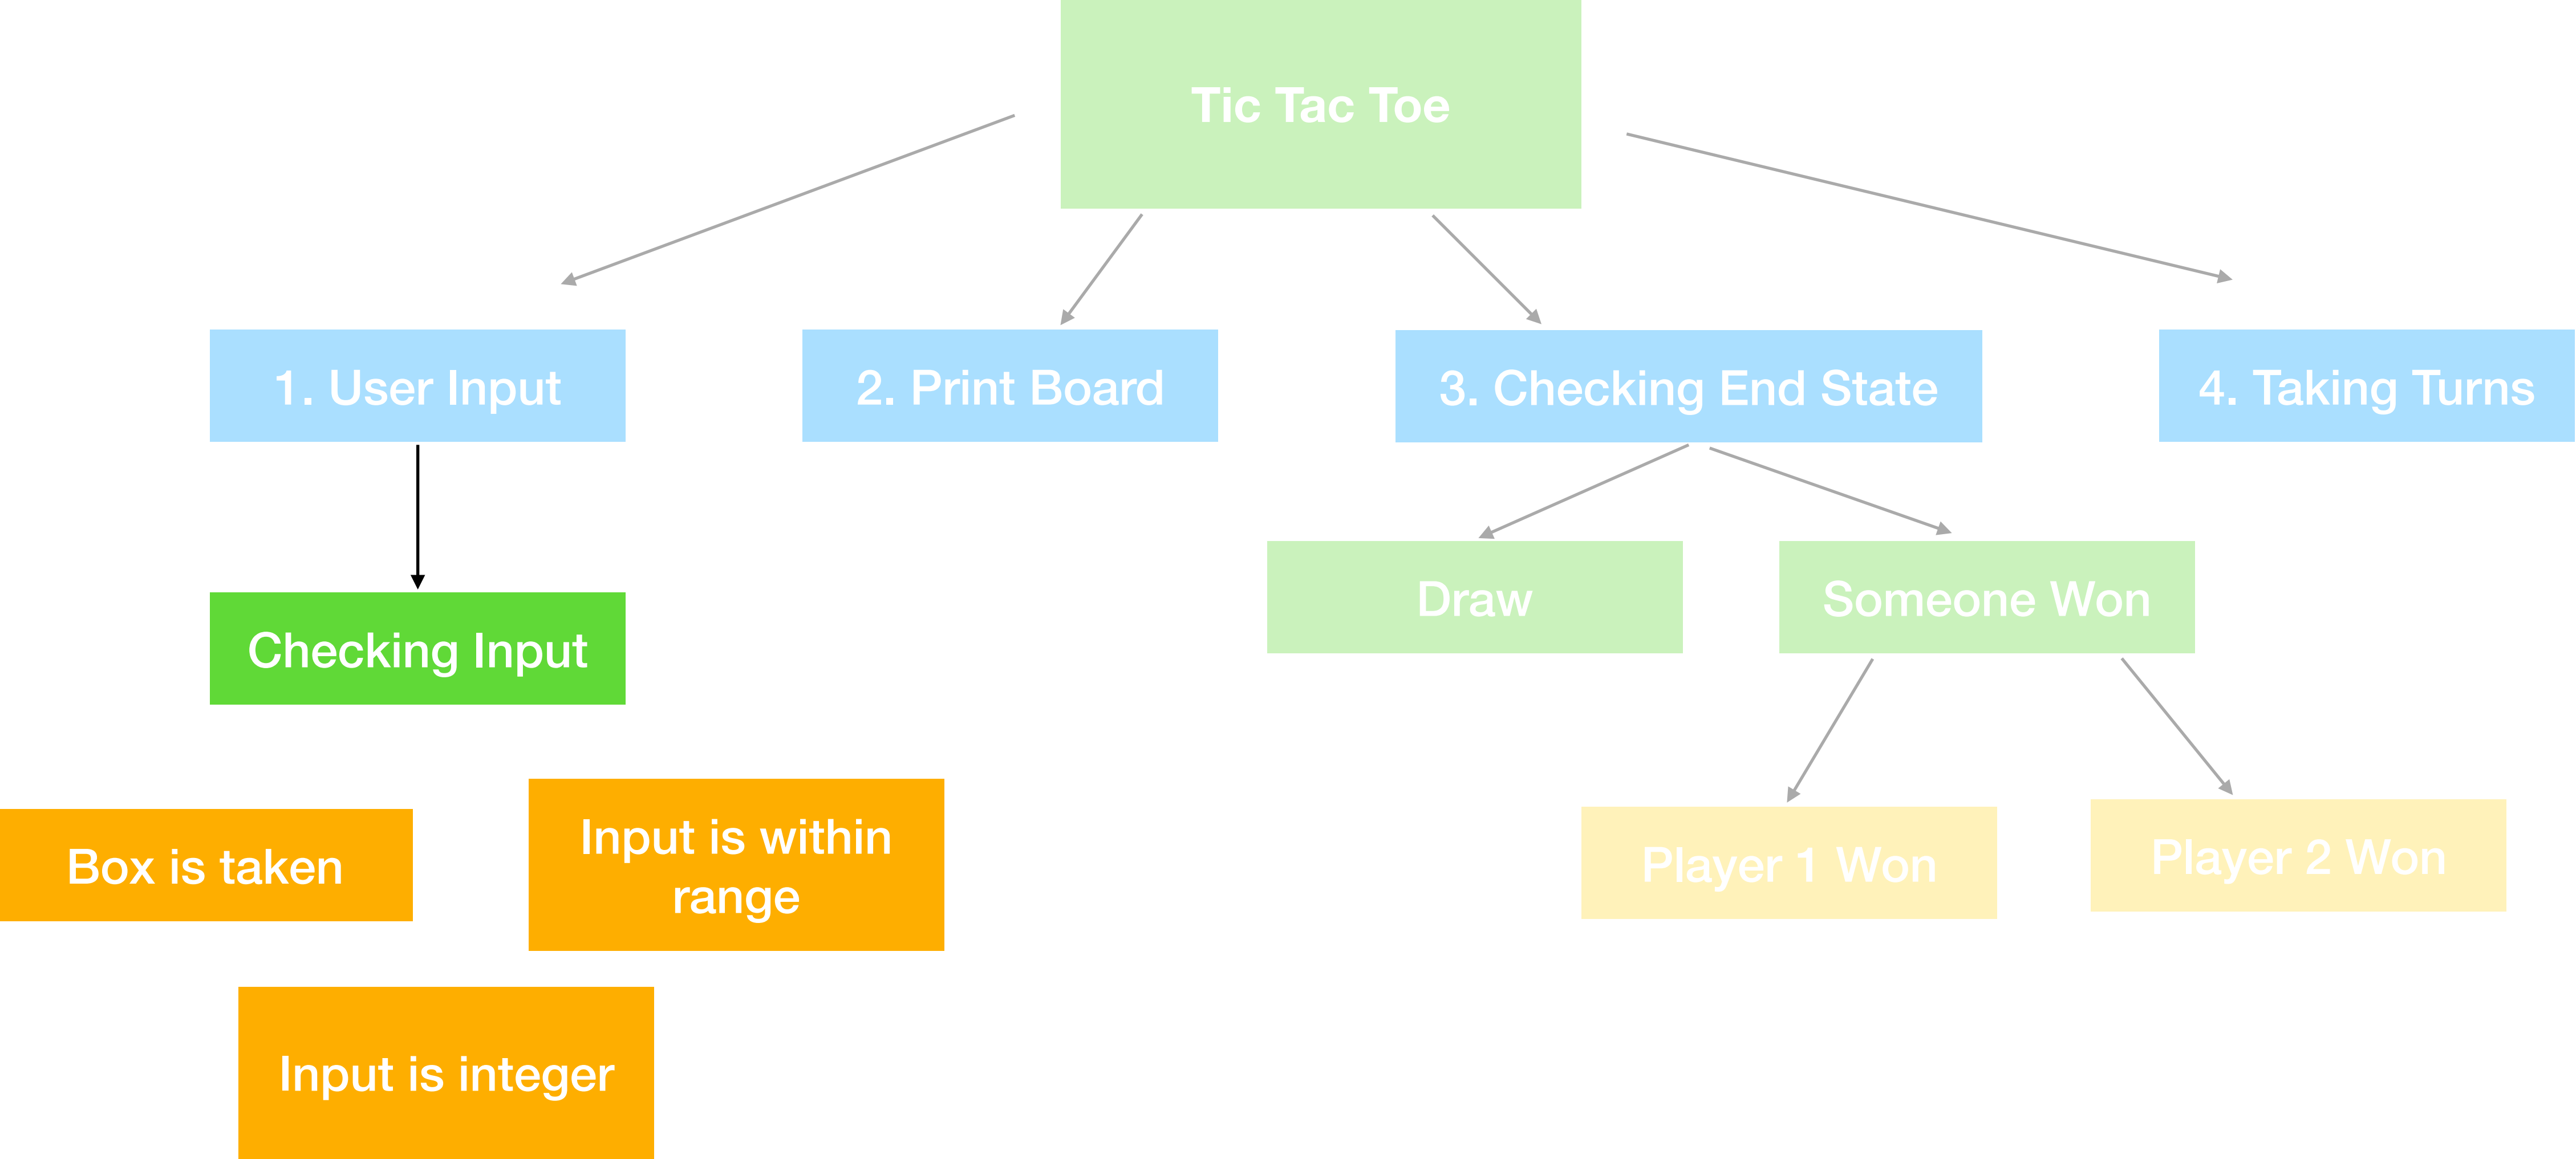 Tic Tac Toe
1. User Input
2. Print Board
3. Checking End State
4. Taking Turns
Draw
Someone Won
Checking Input
Input is within
range
Box is taken
Player 1 Won
Player 2 Won
Input is integer